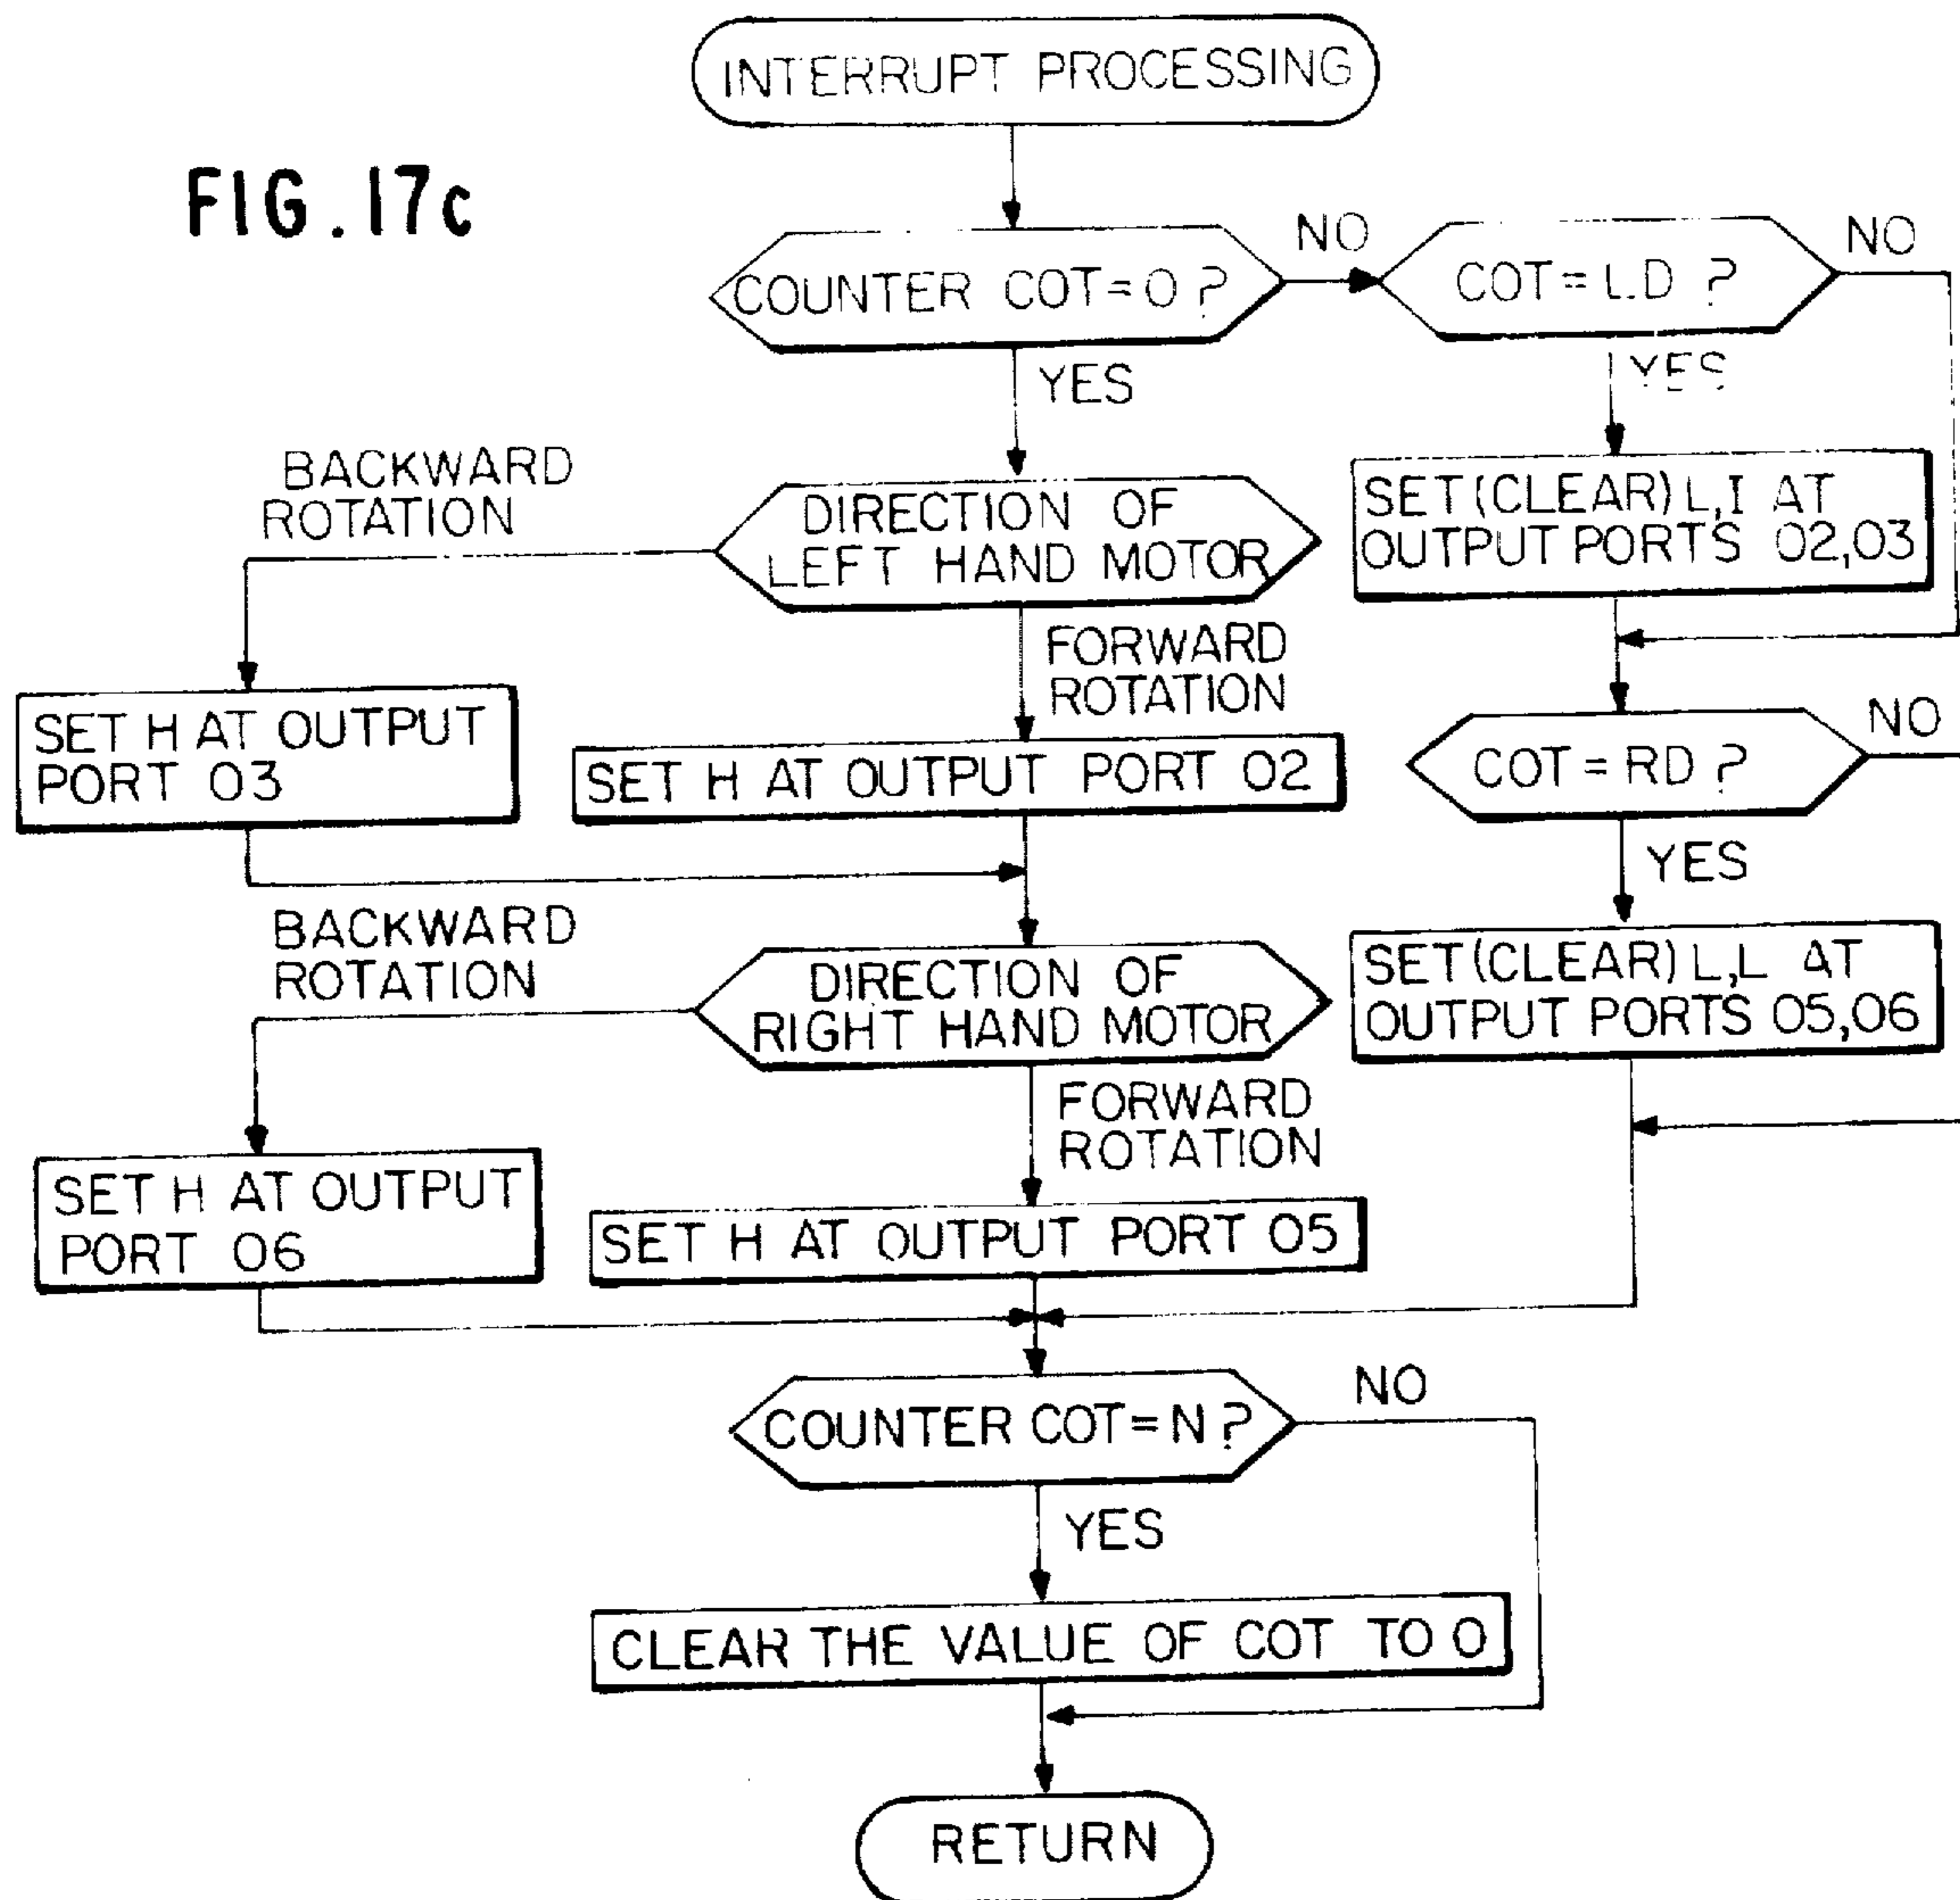 INTERRUPT PROCESSING
FIG. 17c
COUNTER COT=0?
NO
COT=LD?
NO
YES
YES
BACKWARD
ROTATION
DIRECTION OF
LEFT HAND MOTOR
SET(CLEAR) L,I AT
OUTPUT PORTS 02,03
FORWARD
ROTATION
SET H AT OUTPUT
PORT 03
SET H AT OUTPUT PORT 02
COT=RD?
NO
YES
BACKWARD
ROTATION
DIRECTION OF
RIGHT HAND MOTOR
SET(CLEAR) L,L AT
OUTPUT PORTS 05,06
FORWARD
ROTATION
SET H AT OUTPUT
PORT 06
SET H AT OUTPUT PORT 05
COUNTER COT=N?
NO
YES
CLEAR THE VALUE OF COT TO 0
RETURN